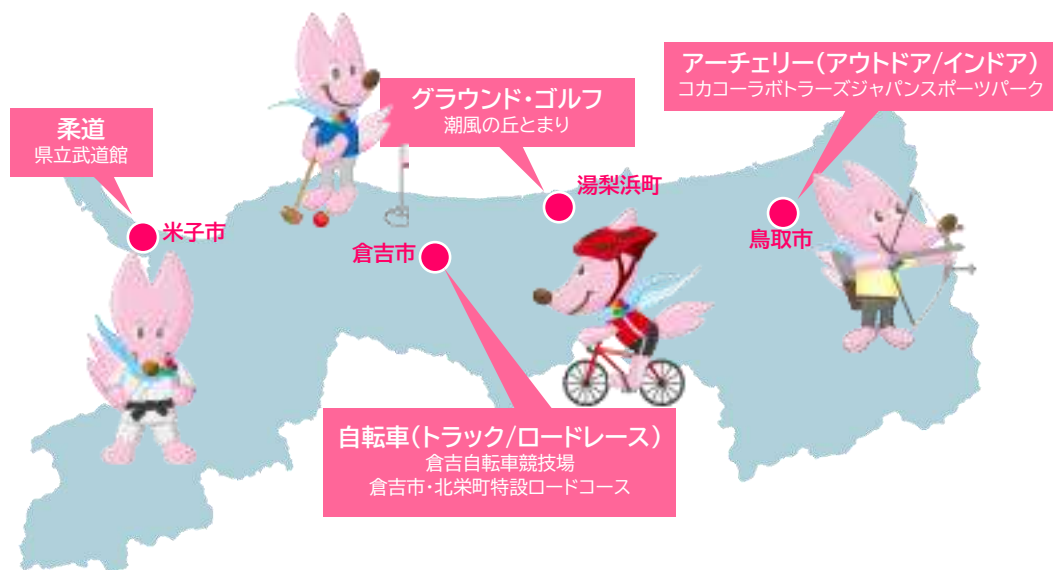 アーチェリー(アウトドア/インドア)
コカコーラボトラーズジャパンスポーツパーク
グラウンド・ゴルフ
潮風の丘とまり
柔道
県立武道館
湯梨浜町
米子市
倉吉市
鳥取市
自転車(トラック/ロードレース)
倉吉自転車競技場
倉吉市・北栄町特設ロードコース